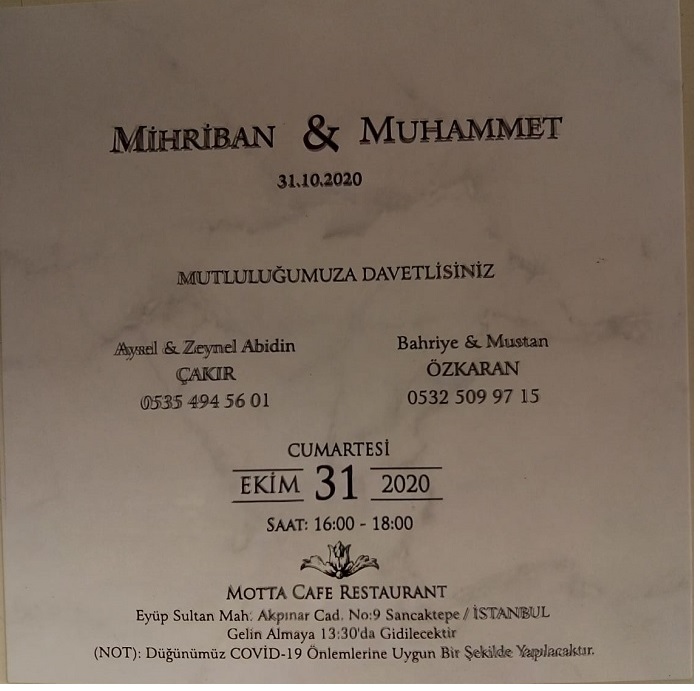 MİHRİBAN & MUHAMMET
31.10.2020
MUTLULUĞUMUZA DAVETLİSİNİZ
Aysel & Zeynel Abidin
ÇAKIR
0535 494 56 01
Bahriye & Mustan
ÖZKARAN
0532 509 97 15
CUMARTESİ
EKİM 31 2020
SAAT: 16:00 - 18:00
MOTTA CAFE RESTAURANT
Eyüp Sultan Mah. Akpınar Cad. No:9 Sancaktepe / İSTANBUL
Gelin Almaya 13:30'da Gidilecektir
(NOT): Düğünümüz COVİD-19 Önlemlerine Uygun Bir Şekilde Yapılacaktır.